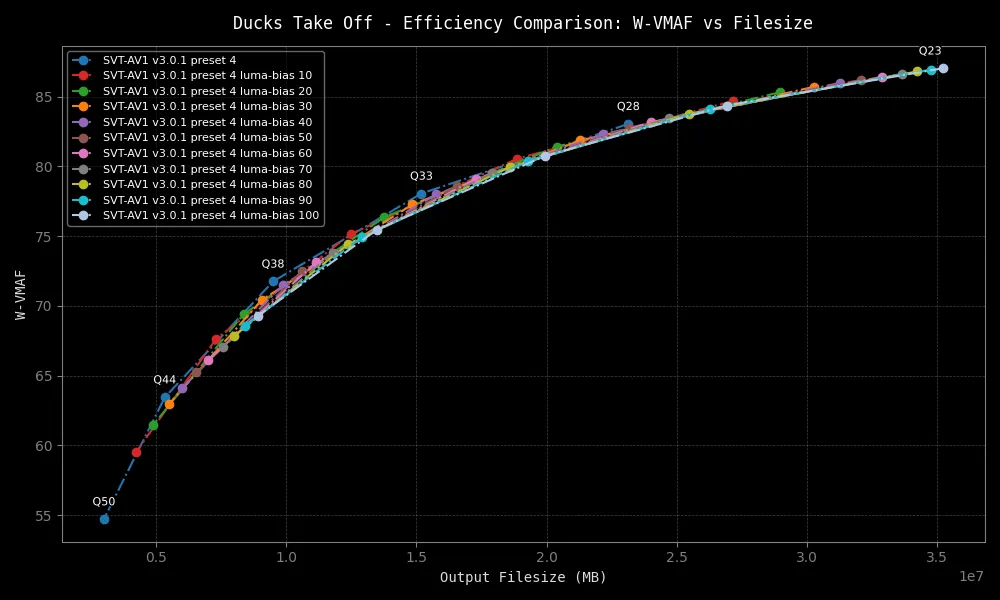 Ducks Take Off - Efficiency Comparison: W-VMAF vs Filesize
SVT-AV1 v3.0.1 preset 4
SVT-AV1 v3.0.1 preset 4 luma-bias 10
SVT-AV1 v3.0.1 preset 4 luma-bias 20
SVT-AV1 v3.0.1 preset 4 luma-bias 30
SVT-AV1 v3.0.1 preset 4 luma-bias 40
SVT-AV1 v3.0.1 preset 4 luma-bias 50
SVT-AV1 v3.0.1 preset 4 luma-bias 60
SVT-AV1 v3.0.1 preset 4 luma-bias 70
SVT-AV1 v3.0.1 preset 4 luma-bias 80
SVT-AV1 v3.0.1 preset 4 luma-bias 90
SVT-AV1 v3.0.1 preset 4 luma-bias 100
Q23
Q28
Q33
Q38
Q44
Q50
W-VMAF
85
80
75
70
65
60
55
0.5 1.0 1.5 2.0 2.5 3.0 3.5
1e7
Output Filesize (MB)